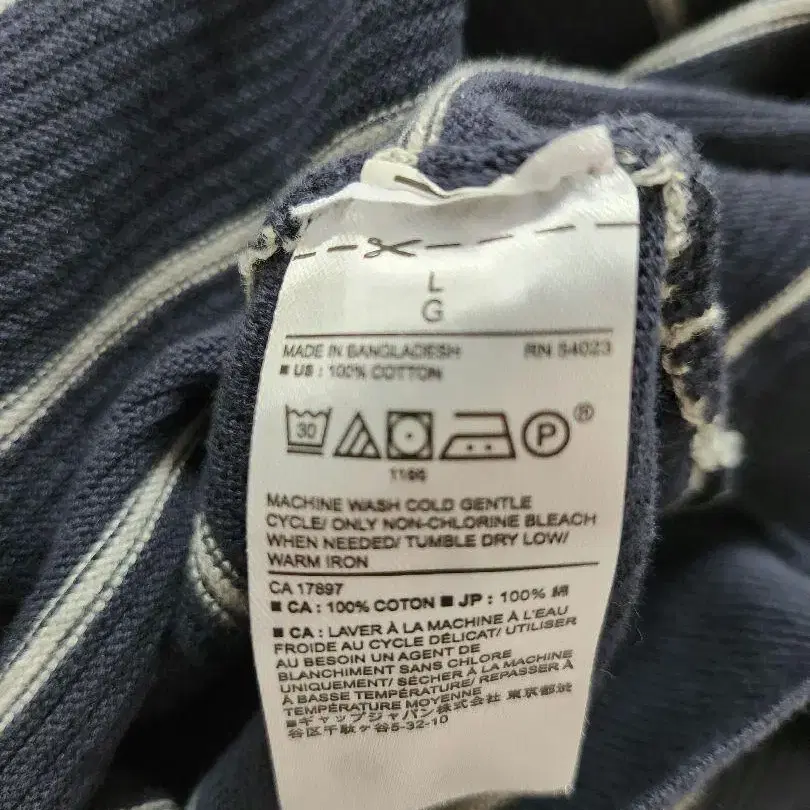 L
G
MADE IN BANGLADESH RN 54023
■ US : 100% COTTON
30 P ®
1166
MACHINE WASH COLD GENTLE
CYCLE/ ONLY NON-CHLORINE BLEACH
WHEN NEEDED/ TUMBLE DRY LOW/
WARM IRON
CA 17897
■ CA : 100% COTON ■ JP : 100% 綿
■ CA : LAVER À LA MACHINE À L'EAU
FROIDE AU CYCLE DÉLICAT/ UTILISER
AU BESOIN UN AGENT DE
BLANCHIMENT SANS CHLORE
UNIQUEMENT/ SÉCHER À LA MACHINE
À BASSE TEMPÉRATURE/ REPASSER À
TEMPÉRATURE MOYENNE
■ギャップジャパン株式会社 東京都渋
谷区千駄ヶ谷5-32-10